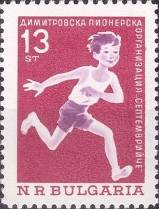 ДИМИТРОВСКА ПИОНЕРСКА
ОРГАНИЗАЦИЯ „СЕПТЕМВРИЙЧЕ"
13
ST
N R BULGARIA